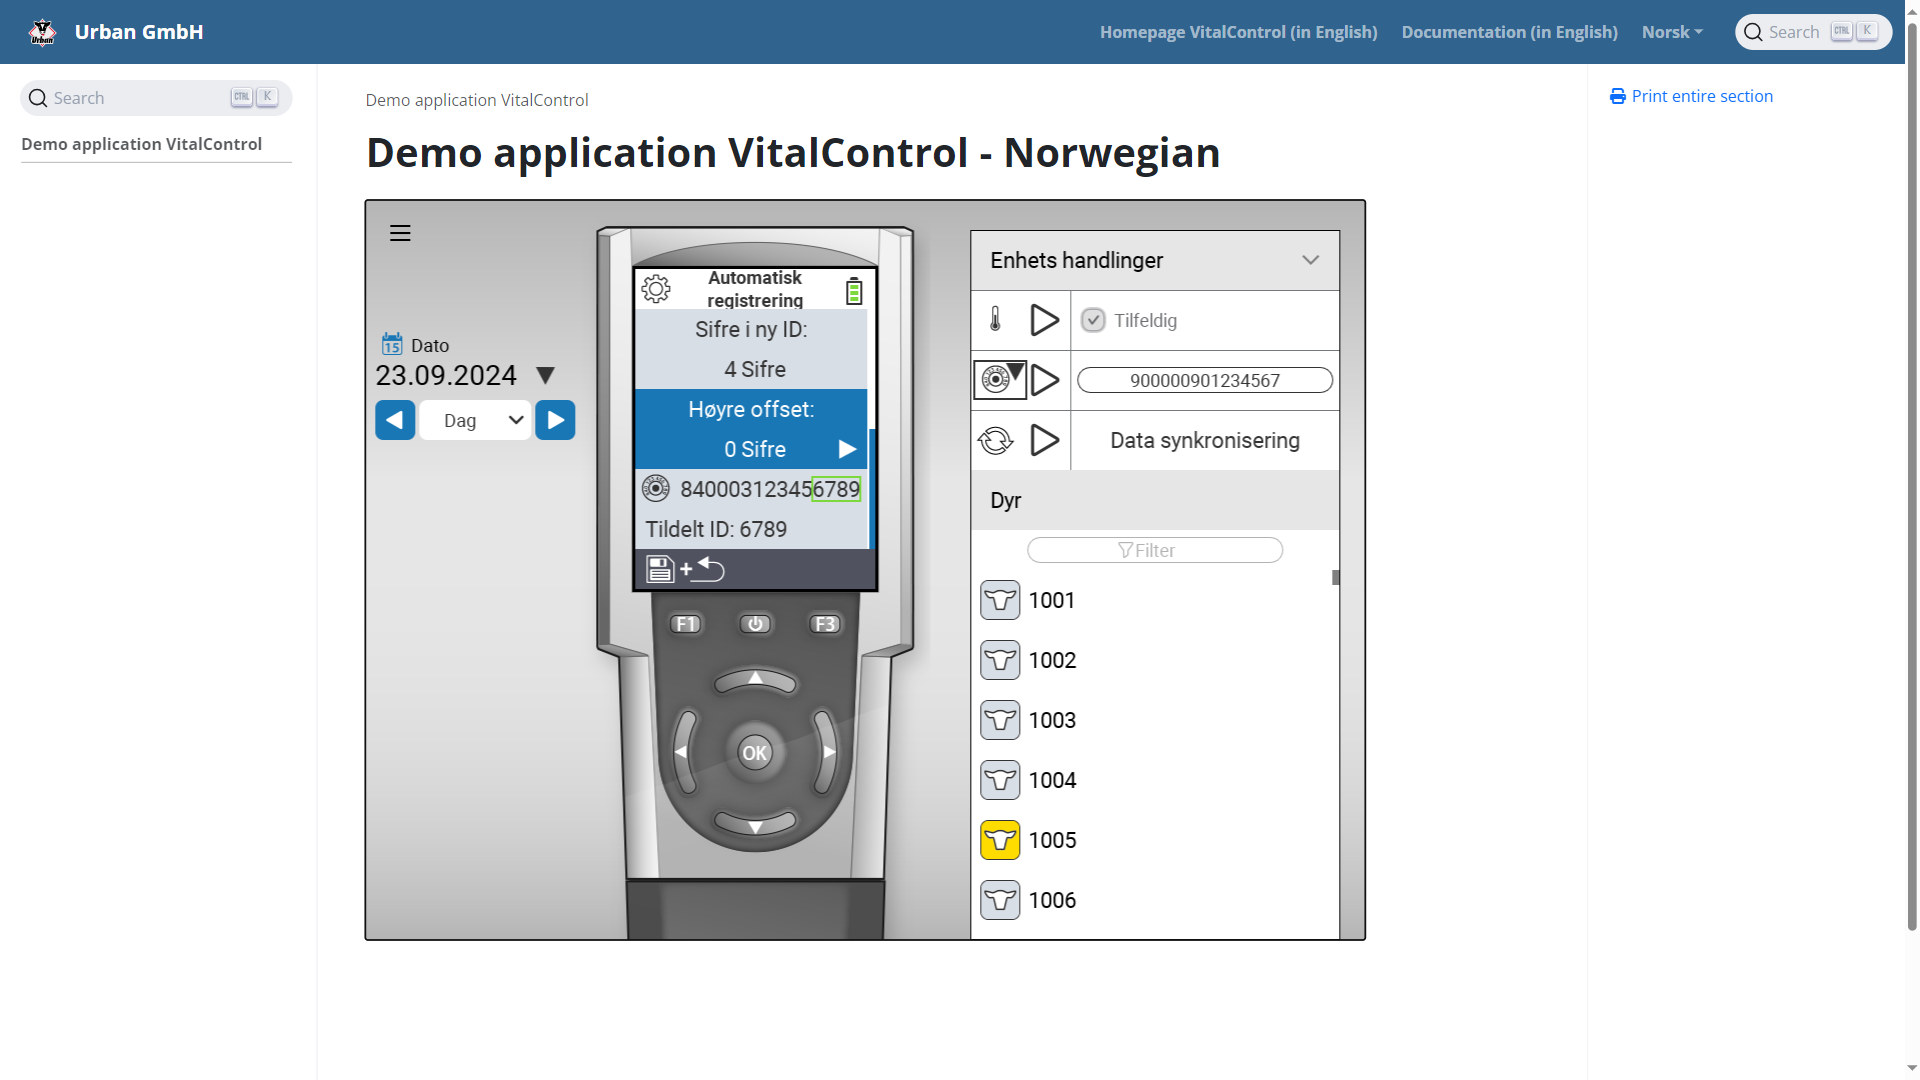 Urban GmbH
Homepage VitalControl (in English)
Documentation (in English)
Norsk
Search CTRL K
Search CTRL K
Demo application VitalControl
Demo application VitalControl
Print entire section
Demo application VitalControl - Norwegian
15 Dato
23.09.2024
Dag
Automatisk
registrering
Sifre i ny ID:
4 Sifre
Høyre offset:
0 Sifre
840003123456789
Tildelt ID: 6789
+
F1
F3
OK
Enhets handlinger
Tilfeldig
900000901234567
Data synkronisering
Dyr
Filter
1001
1002
1003
1004
1005
1006